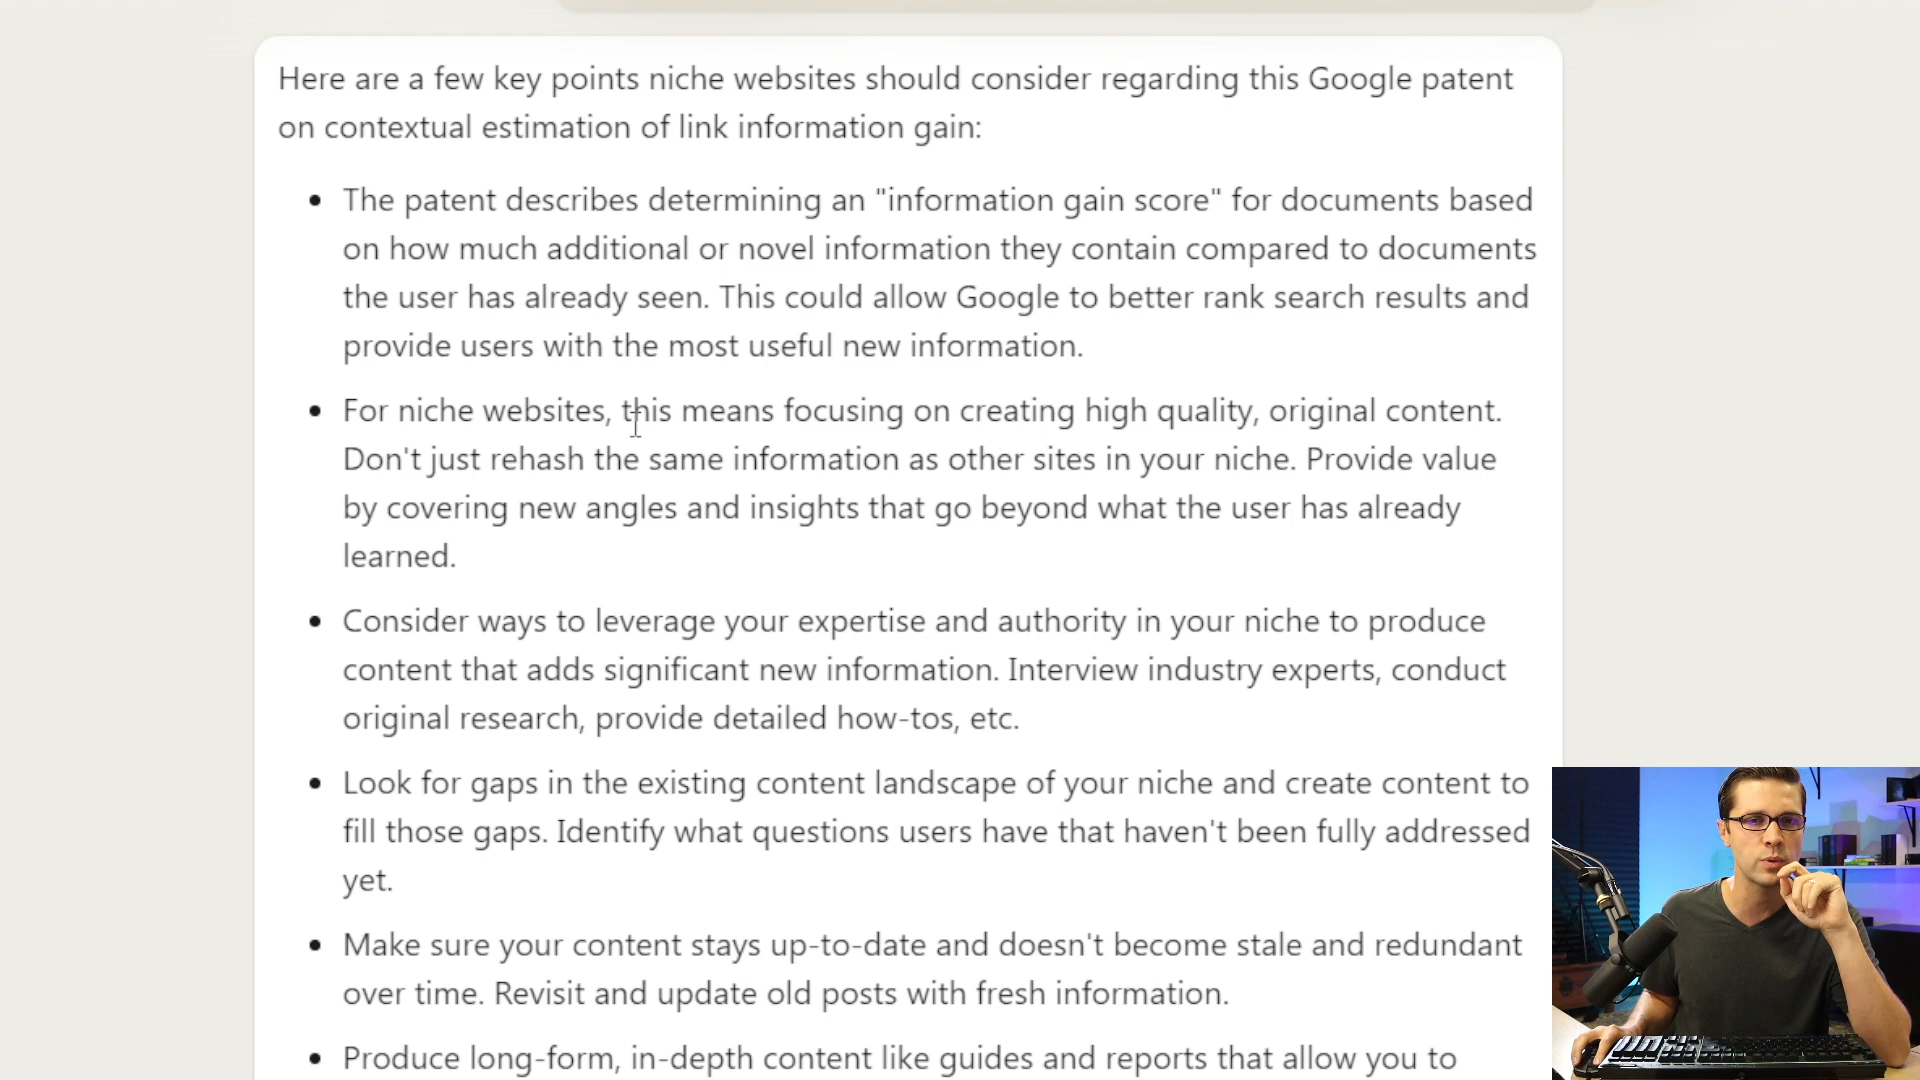 Here are a few key points niche websites should consider regarding this Google patent
on contextual estimation of link information gain:
• The patent describes determining an "information gain score" for documents based
on how much additional or novel information they contain compared to documents
the user has already seen. This could allow Google to better rank search results and
provide users with the most useful new information.
• For niche websites, this means focusing on creating high quality, original content.
Don't just rehash the same information as other sites in your niche. Provide value
by covering new angles and insights that go beyond what the user has already
learned.
• Consider ways to leverage your expertise and authority in your niche to produce
content that adds significant new information. Interview industry experts, conduct
original research, provide detailed how-tos, etc.
• Look for gaps in the existing content landscape of your niche and create content to
fill those gaps. Identify what questions users have that haven't been fully addressed
yet.
• Make sure your content stays up-to-date and doesn't become stale and redundant
over time. Revisit and update old posts with fresh information.
• Produce long-form, in-depth content like guides and reports that allow you to